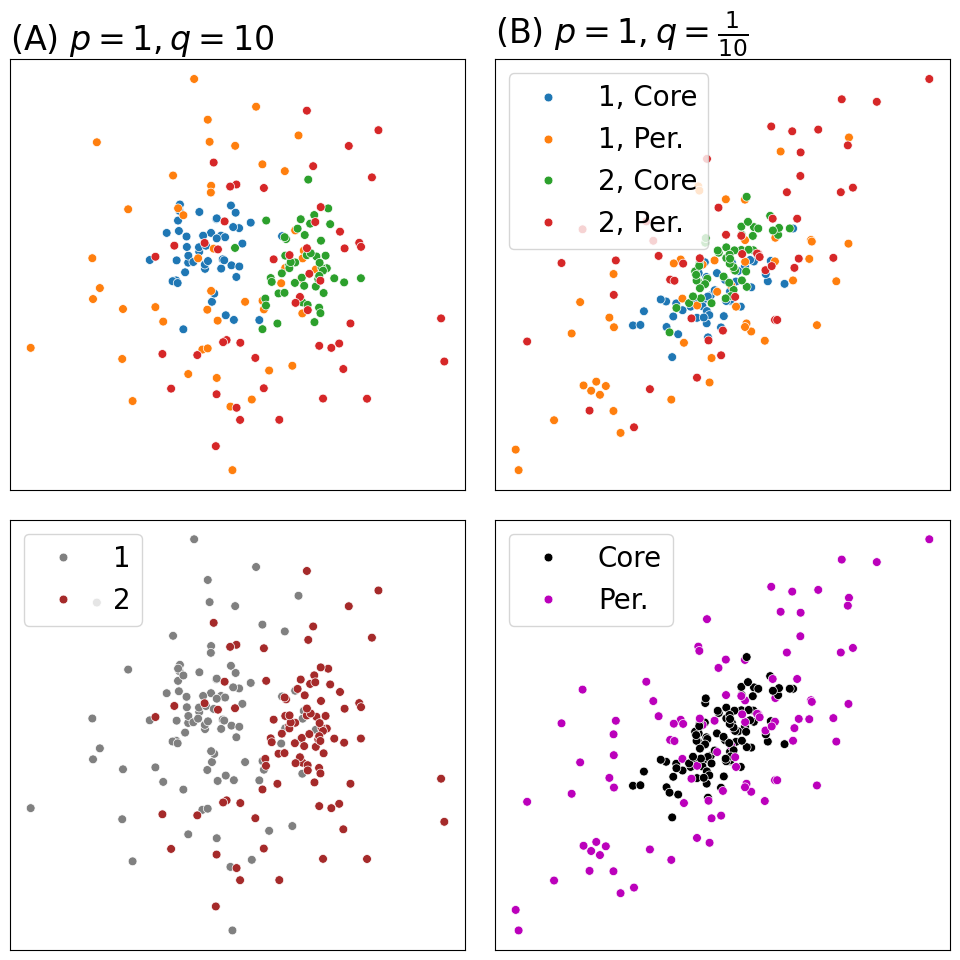 (A) p = 1, q = 10
(B) p = 1, q = 1/10
1, Core
1, Per.
2, Core
2, Per.
1
2
Core
Per.